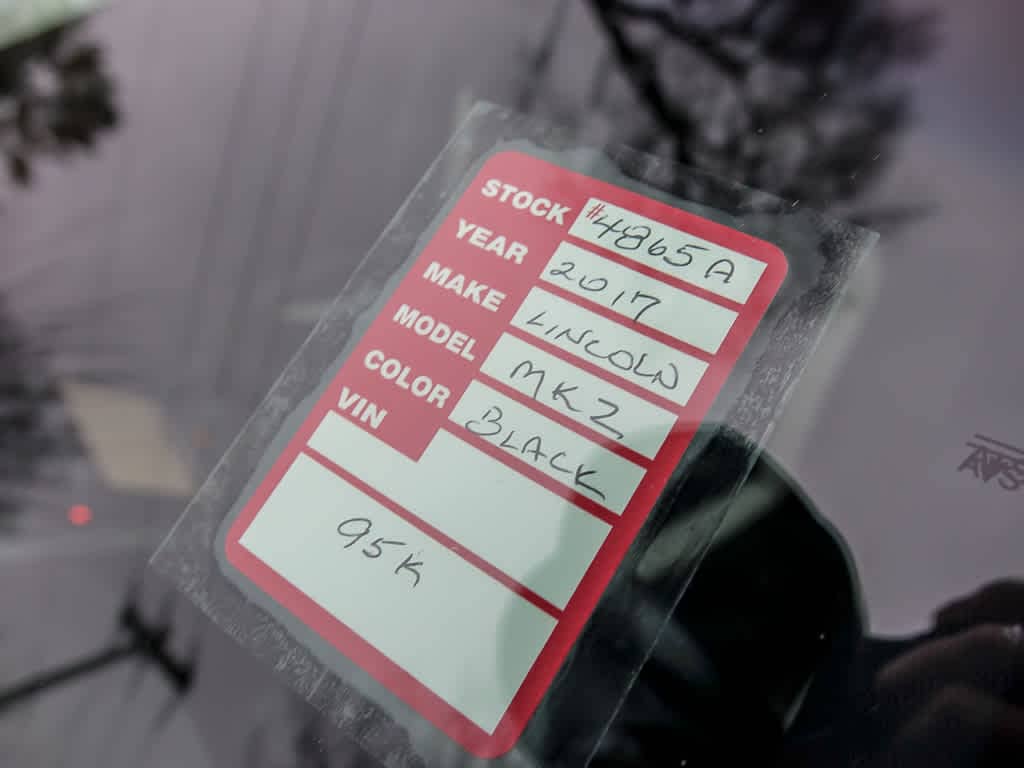 STOCK #4865A
YEAR 2017
MAKE LINCOLN
MODEL MKZ
COLOR BLACK
VIN
95K